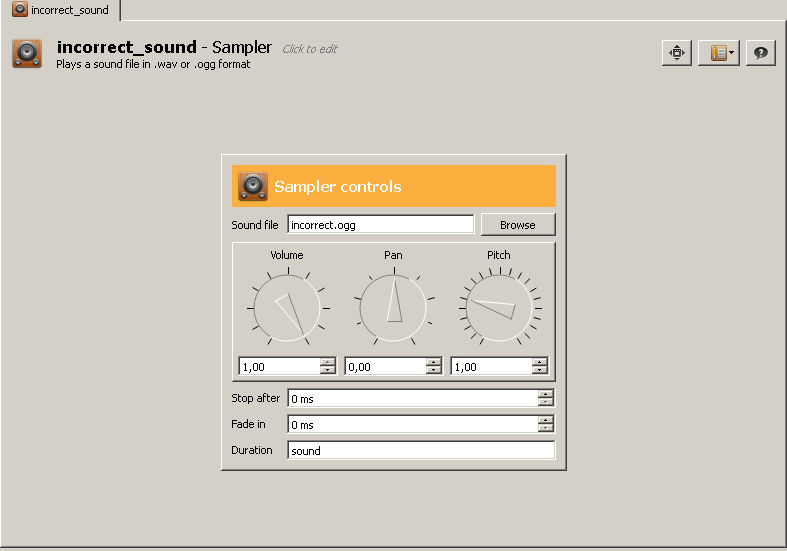 incorrect_sound
incorrect_sound - Sampler Click to edit
Plays a sound file in .wav or .ogg format
Sampler controls
Sound file incorrect.ogg Browse
Volume Pan Pitch
1,00 0,00 1,00
Stop after 0 ms
Fade in 0 ms
Duration sound